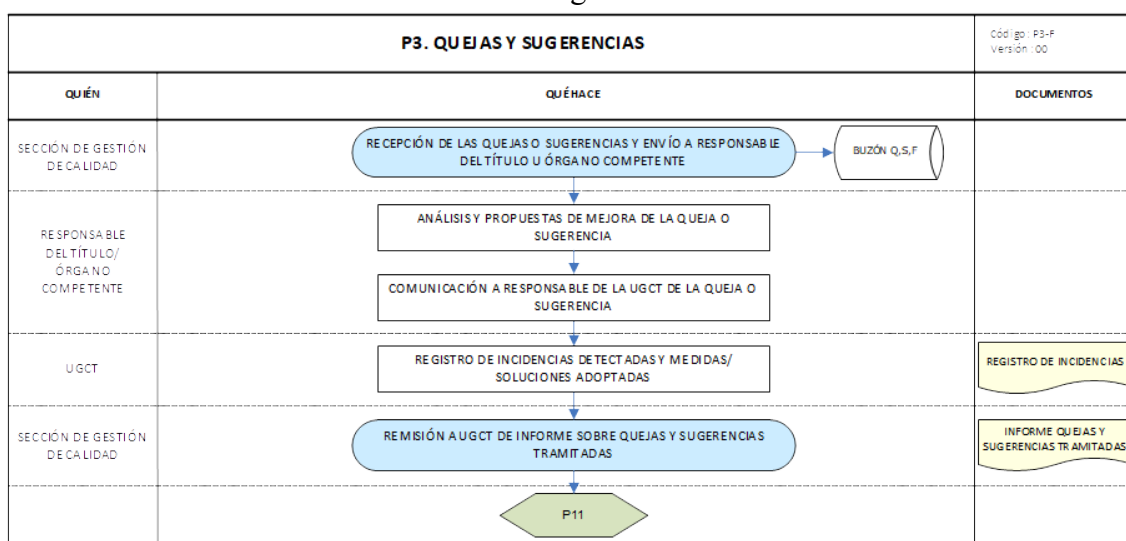 P3. QUEJAS Y SUGERENCIAS
Código: P3-F
Versión: 00
QUIÉN
QUÉ HACE
DOCUMENTOS
SECCIÓN DE GESTIÓN
DE CALIDAD
RECEPCIÓN DE LAS QUEJAS O SUGERENCIAS Y ENVÍO A RESPONSABLE
DEL TÍTULO U ÓRGANO COMPETENTE
BUZÓN Q,S,F
RESPONSABLE
DEL TÍTULO/
ÓRGANO
COMPETENTE
ANÁLISIS Y PROPUESTAS DE MEJORA DE LA QUEJA O
SUGERENCIA
COMUNICACIÓN A RESPONSABLE DE LA UGCT DE LA QUEJA O
SUGERENCIA
UGCT
REGISTRO DE INCIDENCIAS DETECTADAS Y MEDIDAS/
SOLUCIONES ADOPTADAS
REGISTRO DE INCIDENCIAS
SECCIÓN DE GESTIÓN
DE CALIDAD
REMISIÓN A UGCT DE INFORME SOBRE QUEJAS Y SUGERENCIAS
TRAMITADAS
INFORME QUEJAS Y
SUGERENCIAS TRAMITADAS
P11